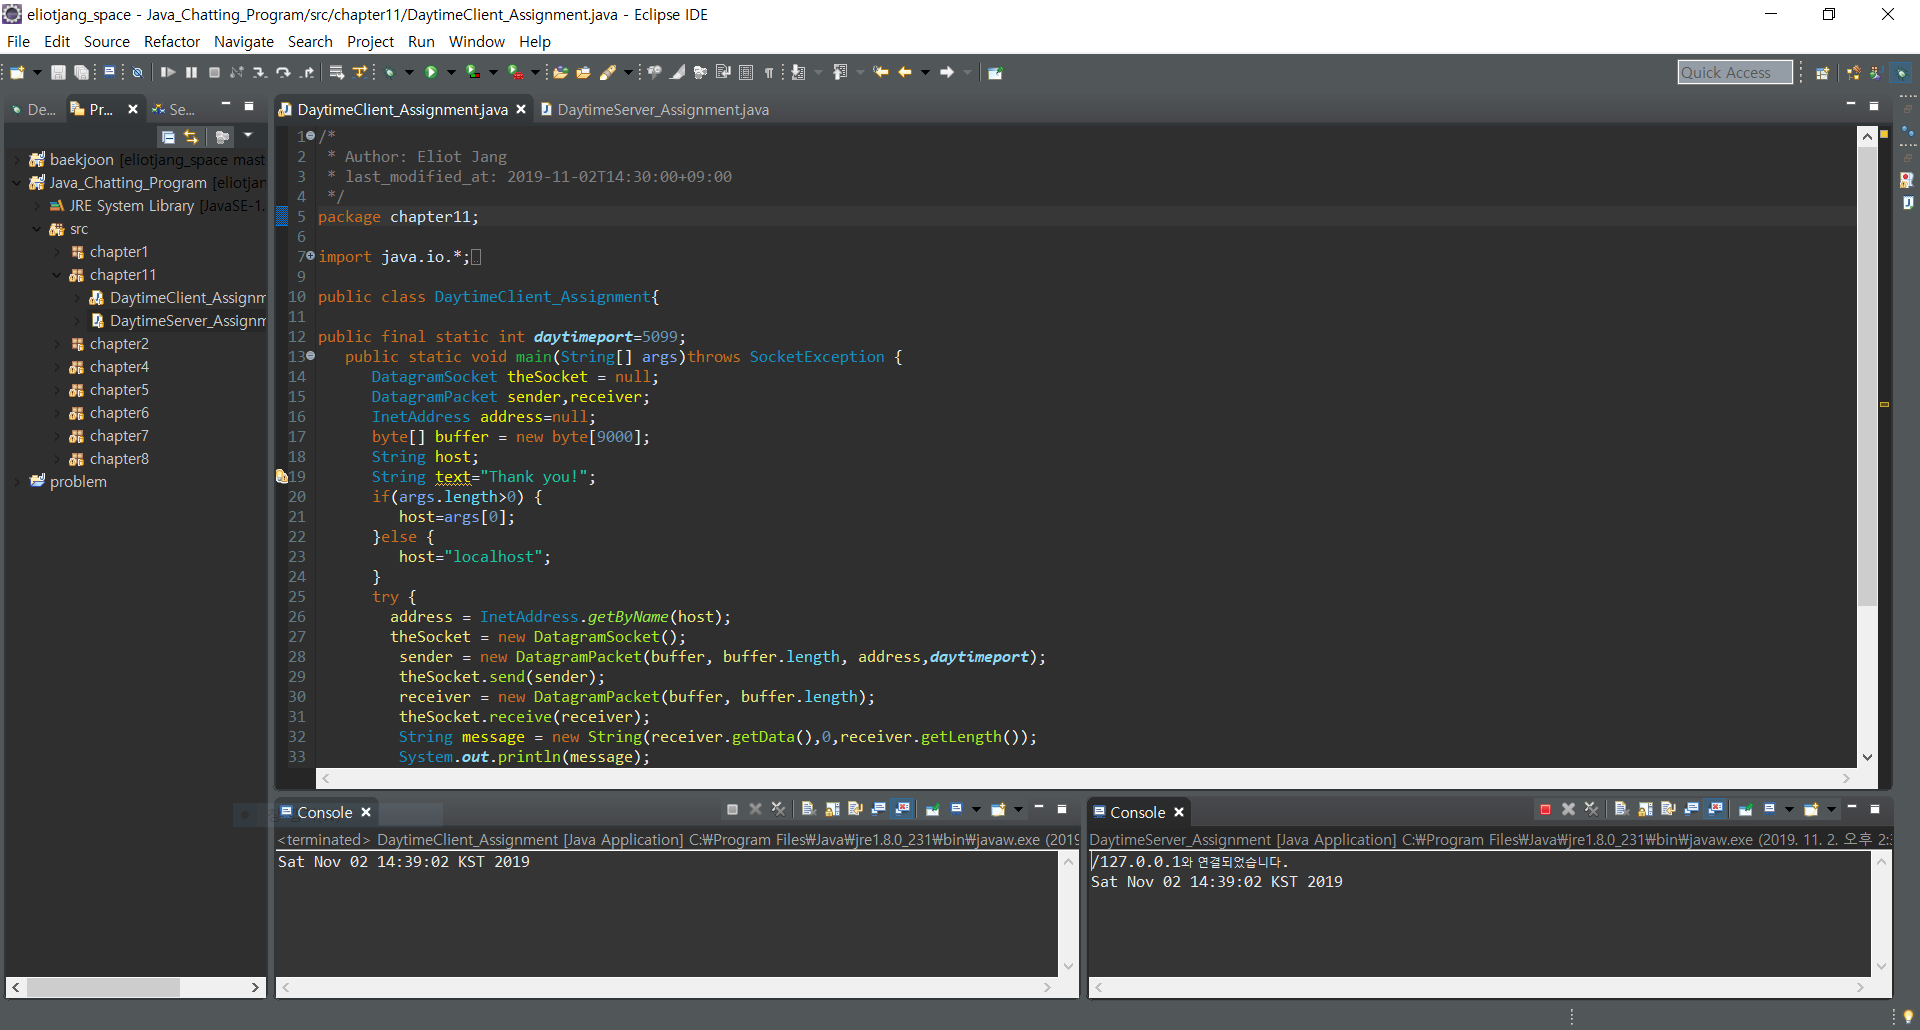 eliotjang_space - Java_Chatting_Program/src/chapter11/DaytimeClient_Assignment.java - Eclipse IDE
File Edit Source Refactor Navigate Search Project Run Window Help
Quick Access
De... Pr... Se...
baekjoon [eliotjang_space mast
Java_Chatting_Program [eliotjar
JRE System Library [JavaSE-1.
src
chapter1
chapter11
DaytimeClient_Assignm
DaytimeServer_Assignm
chapter2
chapter4
chapter5
chapter6
chapter7
chapter8
problem
DaytimeClient_Assignment.java DaytimeServer_Assignment.java
1 /*
2 * Author: Eliot Jang
3 * last_modified_at: 2019-11-02T14:30:00+09:00
4 */
5 package chapter11;
6
7 import java.io.*;
9
10 public class DaytimeClient_Assignment{
11
12 public final static int daytimeport=5099;
13 public static void main(String[] args)throws SocketException {
14 DatagramSocket theSocket = null;
15 DatagramPacket sender,receiver;
16 InetAddress address=null;
17 byte[] buffer = new byte[9000];
18 String host;
19 String text="Thank you!";
20 if(args.length>0) {
21 host=args[0];
22 }else {
23 host="localhost";
24 }
25 try {
26 address = InetAddress.getByName(host);
27 theSocket = new DatagramSocket();
28 sender = new DatagramPacket(buffer, buffer.length, address,daytimeport);
29 theSocket.send(sender);
30 receiver = new DatagramPacket(buffer, buffer.length);
31 theSocket.receive(receiver);
32 String message = new String(receiver.getData(),0,receiver.getLength());
33 System.out.println(message);
Console
<terminated> DaytimeClient_Assignment [Java Application] C:₩Program Files₩Java₩jre1.8.0_231₩bin₩javaw.exe (2019
Sat Nov 02 14:39:02 KST 2019
Console
DaytimeServer_Assignment [Java Application] C:₩Program Files₩Java₩jre1.8.0_231₩bin₩javaw.exe (2019. 11. 2. 오후 2:
/127.0.0.1와 연결되었습니다.
Sat Nov 02 14:39:02 KST 2019